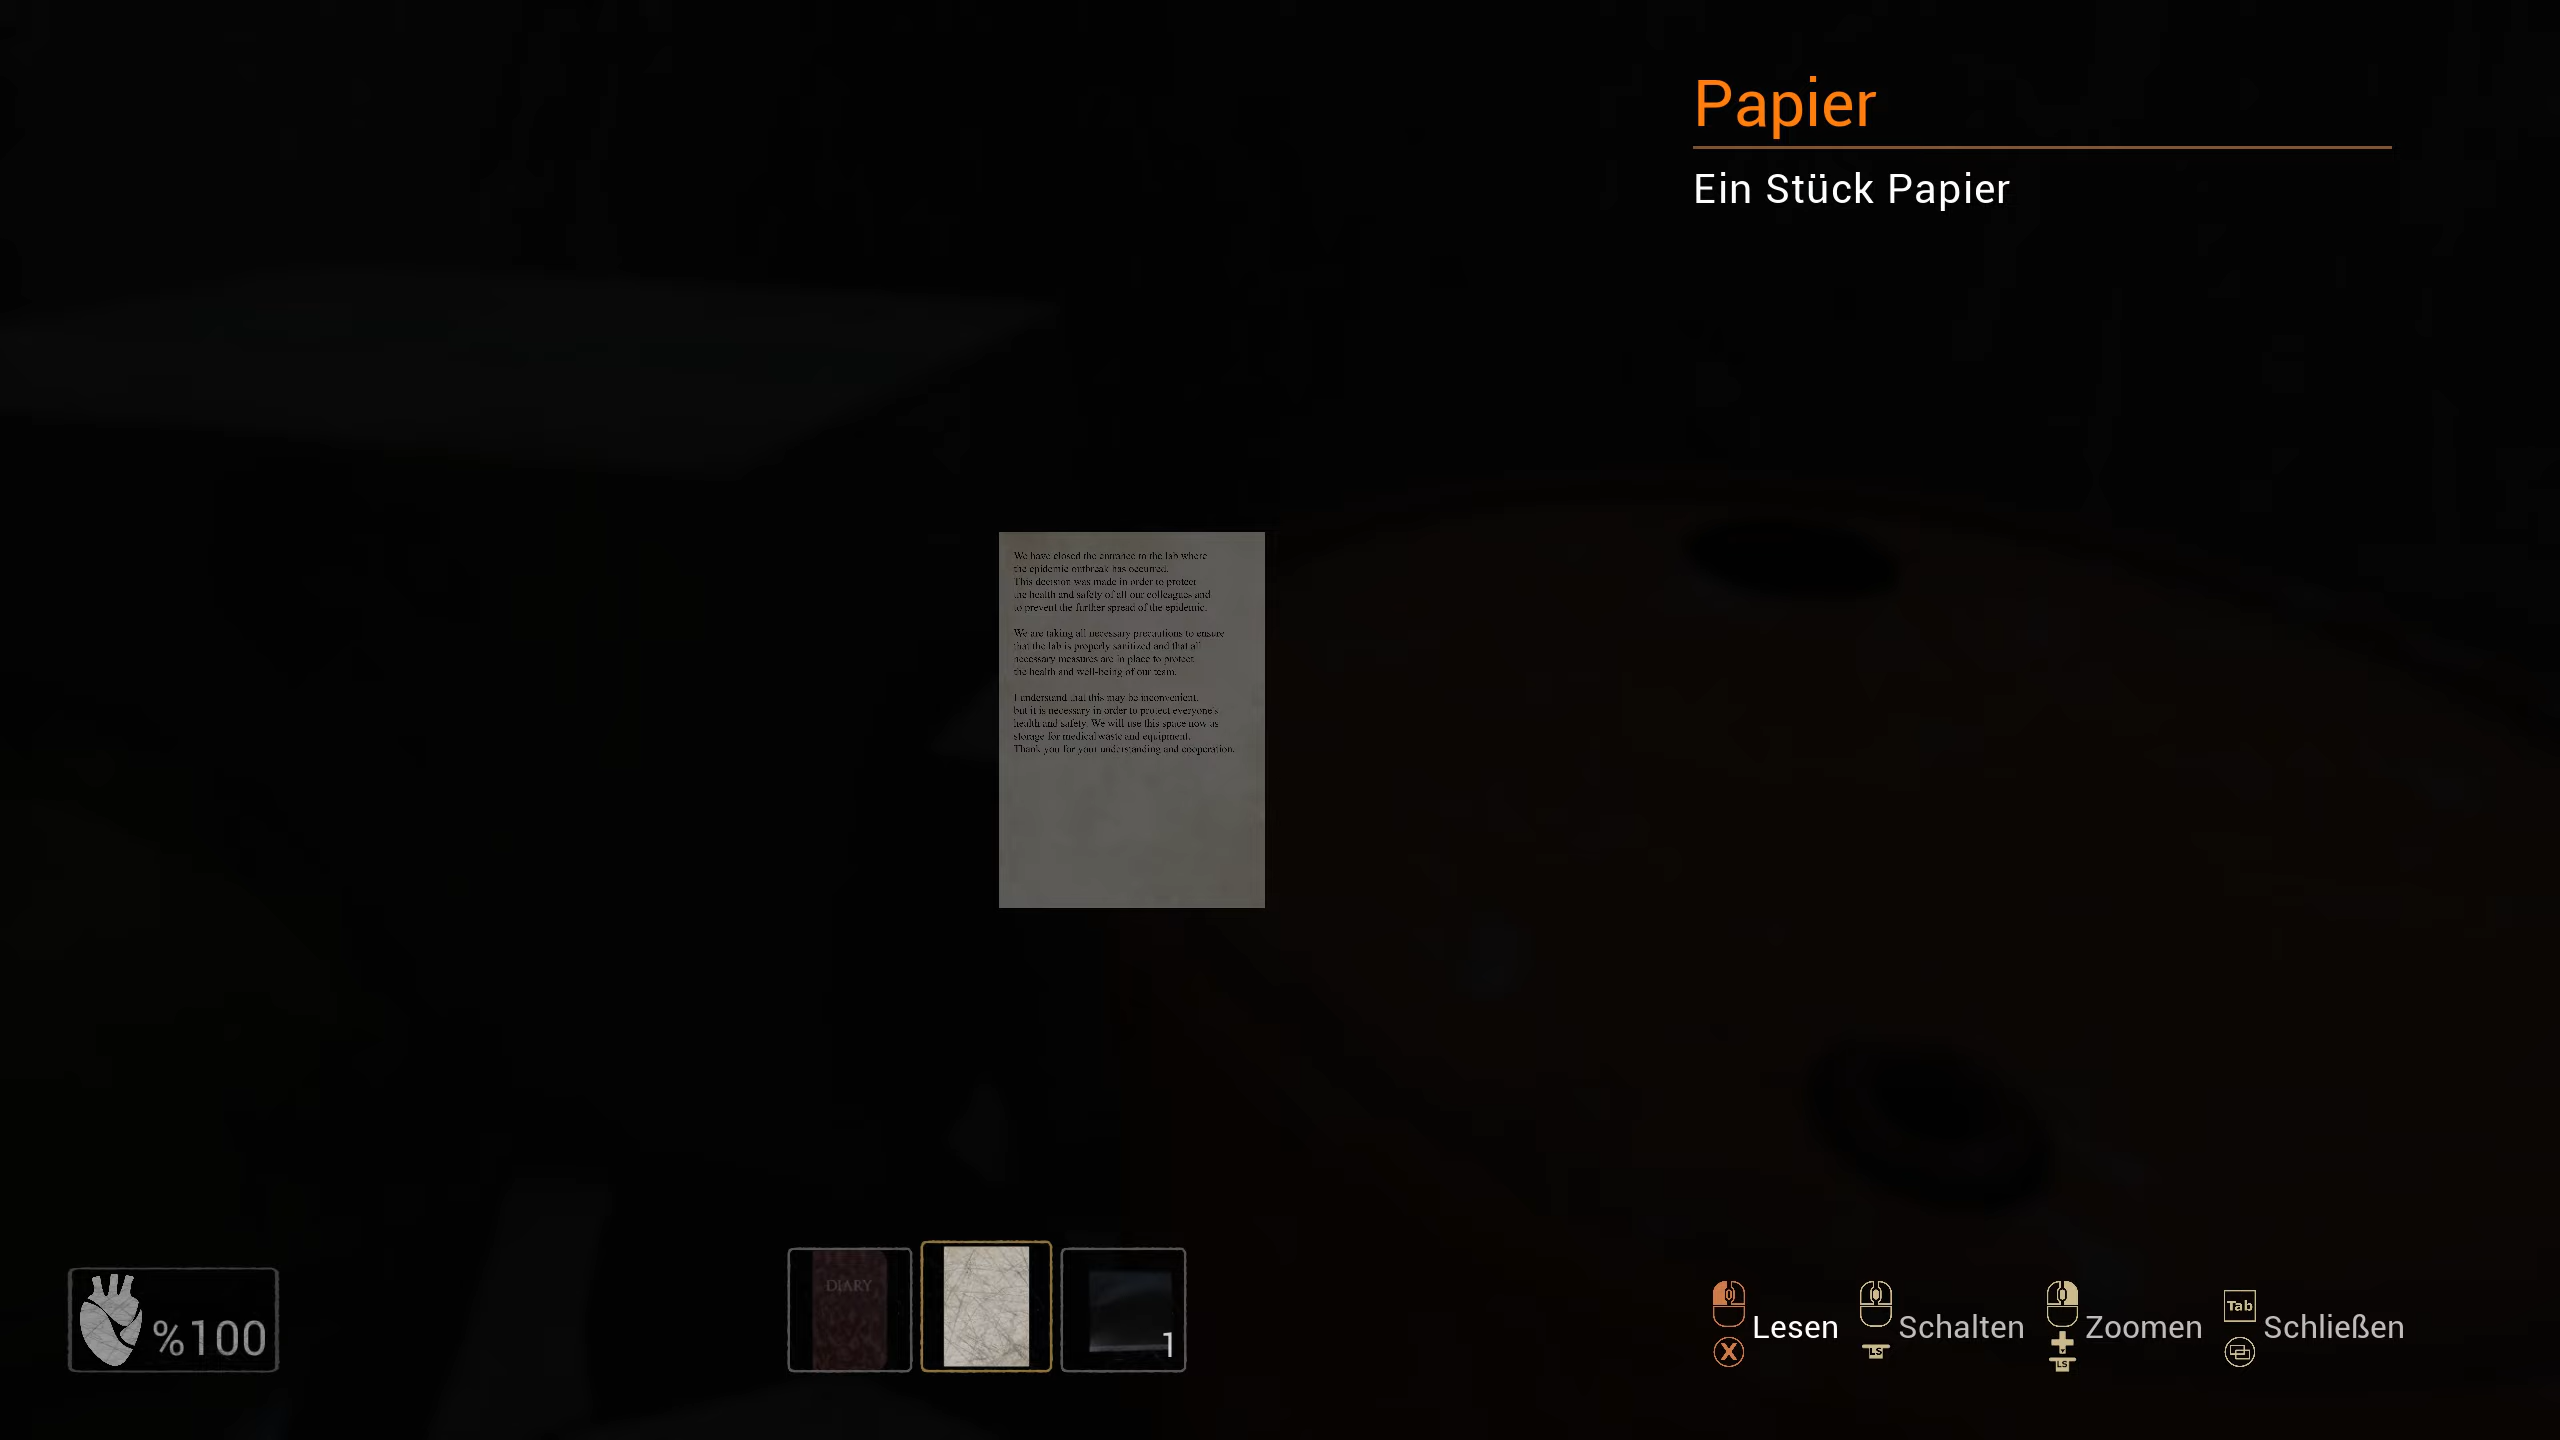 Papier
Ein Stück Papier
We have closed the entrance to the lab where
the epidemic outbreak has occurred.
This decision was made in order to protect
the health and safety of all our colleagues and
to prevent the further spread of the epidemic.
We are taking all necessary precautions to ensure
that the lab is properly sanitized and that all
necessary measures are in place to protect
the health and well-being of our team.
I understand that this may be inconvenient,
but it is necessary in order to protect everyone's
health and safety. We will use this space now as
storage for medical waste and equipment.
Thank you for your understanding and cooperation.
%100
DIARY
1
Lesen
Schalten
Zoomen
Tab
Schließen
X
LS
LS